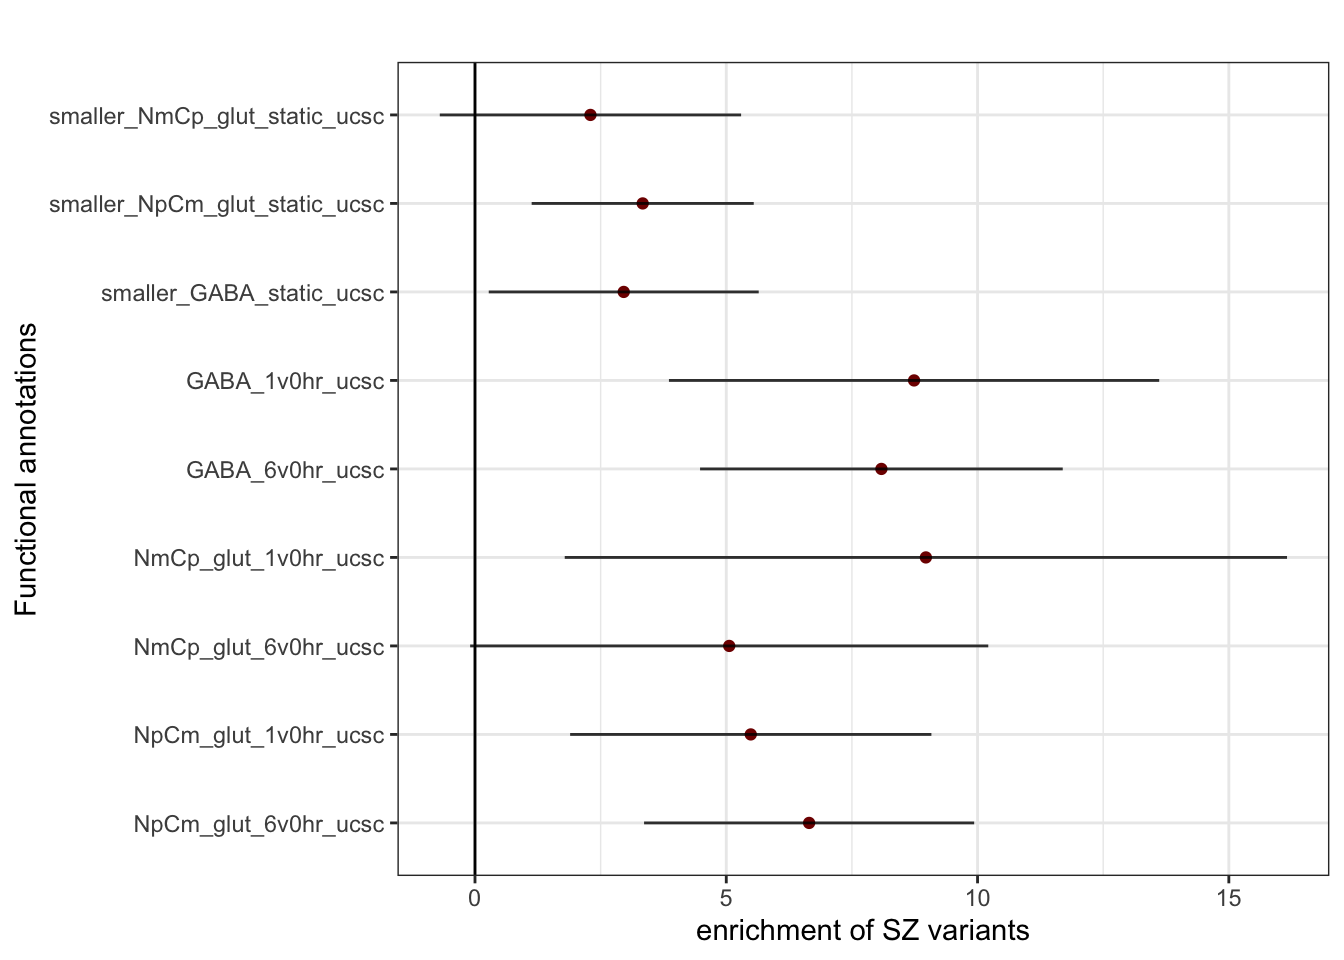 smaller_NmCp_glut_static_ucsc
smaller_NpCm_glut_static_ucsc
smaller_GABA_static_ucsc
GABA_1v0hr_ucsc
GABA_6v0hr_ucsc
NmCp_glut_1v0hr_ucsc
NmCp_glut_6v0hr_ucsc
NpCm_glut_1v0hr_ucsc
NpCm_glut_6v0hr_ucsc
Functional annotations
0 5 10 15
enrichment of SZ variants